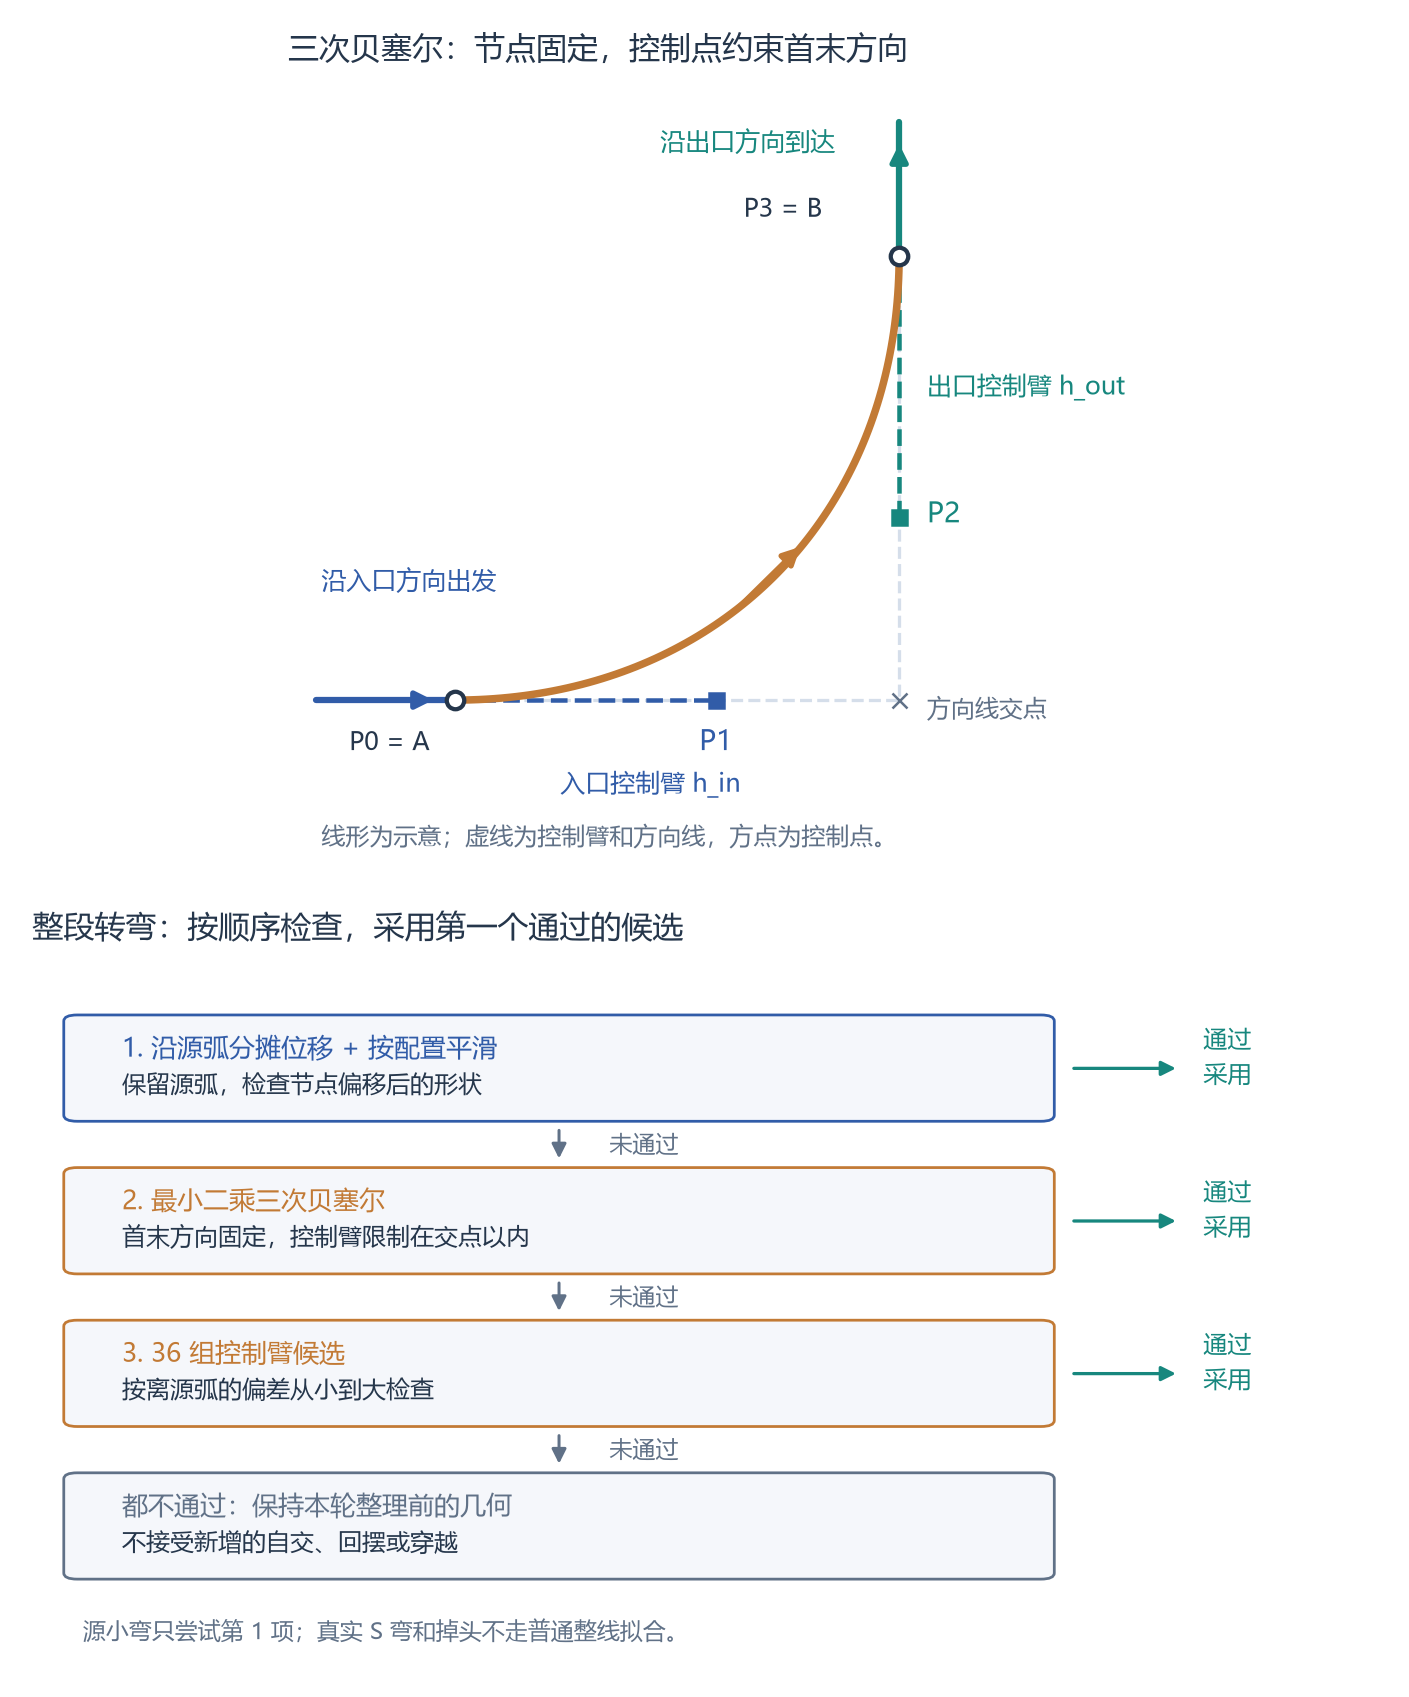 三次贝塞尔：节点固定，控制点约束首末方向
沿出口方向到达
P3 = B
出口控制臂 h_out
P2
沿入口方向出发
方向线交点
P0 = A
P1
入口控制臂 h_in
线形为示意；虚线为控制臂和方向线，方点为控制点。
整段转弯：按顺序检查，采用第一个通过的候选
1. 沿源弧分摊位移 + 按配置平滑
保留源弧，检查节点偏移后的形状
通过
采用
未通过
2. 最小二乘三次贝塞尔
首末方向固定，控制臂限制在交点以内
通过
采用
未通过
3. 36 组控制臂候选
按离源弧的偏差从小到大检查
通过
采用
未通过
都不通过：保持本轮整理前的几何
不接受新增的自交、回摆或穿越
源小弯只尝试第 1 项；真实 S 弯和掉头不走普通整线拟合。